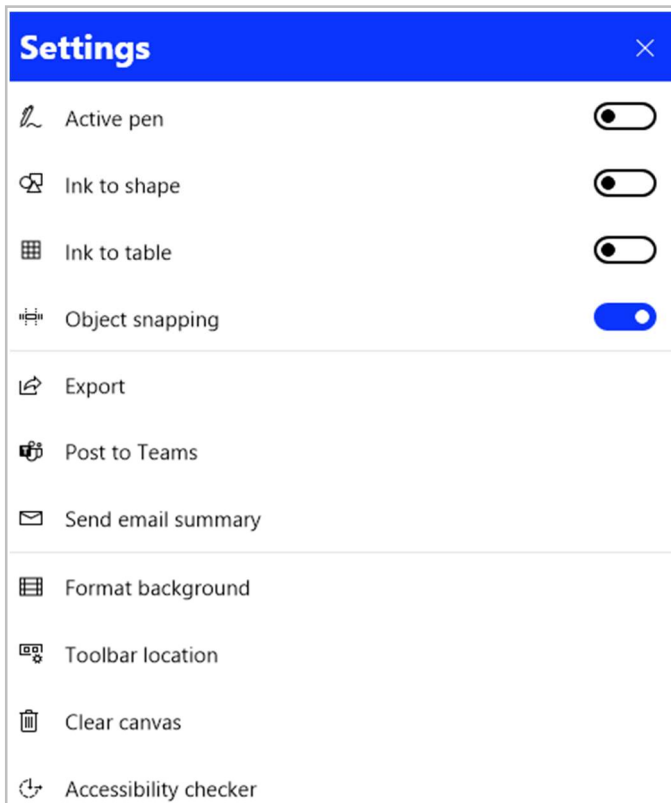 Settings
Active pen
Ink to shape
Ink to table
Object snapping
Export
Post to Teams
Send email summary
Format background
Toolbar location
Clear canvas
Accessibility checker